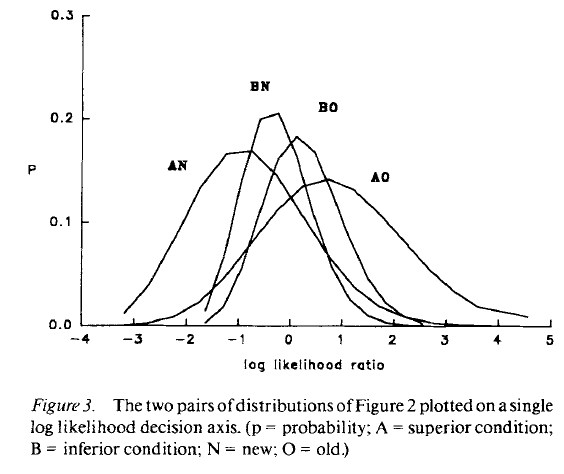 0.3
BN
BO
0.2
P
AN
AO
0.1
0.0
-4 -3 -2 -1 0 1 2 3 4 5
log likelihood ratio
Figure 3. The two pairs of distributions of Figure 2 plotted on a single
log likelihood decision axis. (p = probability; A = superior condition;
B = inferior condition; N = new; O = old.)